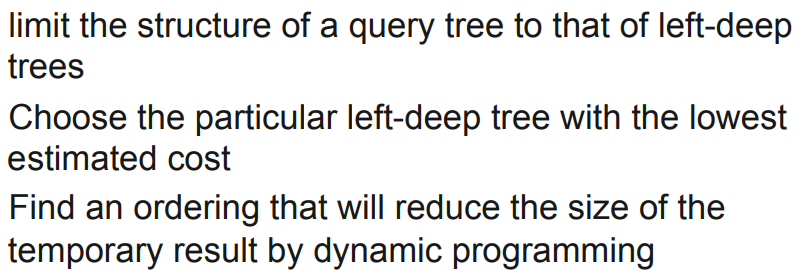 limit the structure of a query tree to that of left-deep
trees
Choose the particular left-deep tree with the lowest
estimated cost
Find an ordering that will reduce the size of the
temporary result by dynamic programming